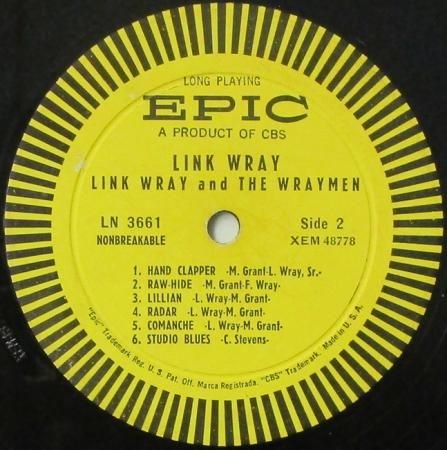 LONG PLAYING
EPIC
A PRODUCT OF CBS
LINK WRAY
LINK WRAY and THE WRAYMEN
LN 3661
NONBREAKABLE
Side 2
XEM 48778
1. HAND CLAPPER -M. Grant-L. Wray, Sr.-
2. RAW-HIDE -M. Grant-F. Wray-
3. LILLIAN -L. Wray-M. Grant-
4. RADAR -L. Wray-M. Grant-
5. COMANCHE -L. Wray-M. Grant-
6. STUDIO BLUES -C. Stevens-
"Epic" Trademark Reg. U. S. Pat. Off. Marca Registrada. "CBS" Trademark. Made in U. S. A.